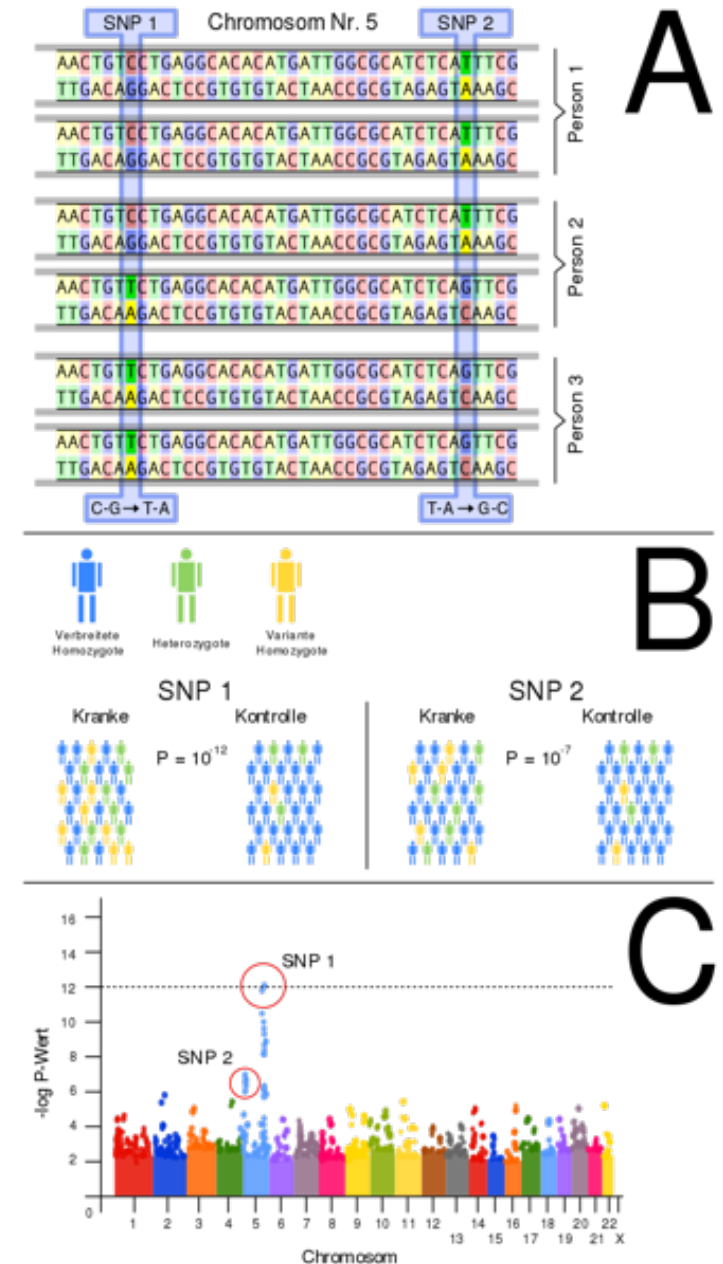 SNP 1 Chromosom Nr. 5 SNP 2
A
AACTGTCCTGAGGCACACATGATTGGCGCATCTCATTTCG
TTGACAGGACTCCGTGTGTACTAACCGCGTAGAGTAAAGC
AACTGTCCTGAGGCACACATGATTGGCGCATCTCATTTCG
TTGACAGGACTCCGTGTGTACTAACCGCGTAGAGTAAAGC
Person 1
AACTGTCCTGAGGCACACATGATTGGCGCATCTCATTTCG
TTGACAGGACTCCGTGTGTACTAACCGCGTAGAGTAAAGC
AACTGTTCTGAGGCACACATGATTGGCGCATCTCAGTTCG
TTGACAAGACTCCGTGTGTACTAACCGCGTAGAGTCAAGC
Person 2
AACTGTTCTGAGGCACACATGATTGGCGCATCTCAGTTCG
TTGACAAGACTCCGTGTGTACTAACCGCGTAGAGTCAAGC
AACTGTTCTGAGGCACACATGATTGGCGCATCTCAGTTCG
TTGACAAGACTCCGTGTGTACTAACCGCGTAGAGTCAAGC
Person 3
C-G→T-A T-A→G-C
B
Verbreitete
Homozygote
Heterozygote
Variante
Homozygote
SNP 1
Kranke Kontrolle
P = 10⁻¹²
SNP 2
Kranke Kontrolle
P = 10⁻⁷
C
-log P-Wert
16
14
12
10
8
6
4
2
0
SNP 1
SNP 2
1 2 3 4 5 6 7 8 9 10 11 12 14 16 18 20 22
13 15 17 19 21 X
Chromosom